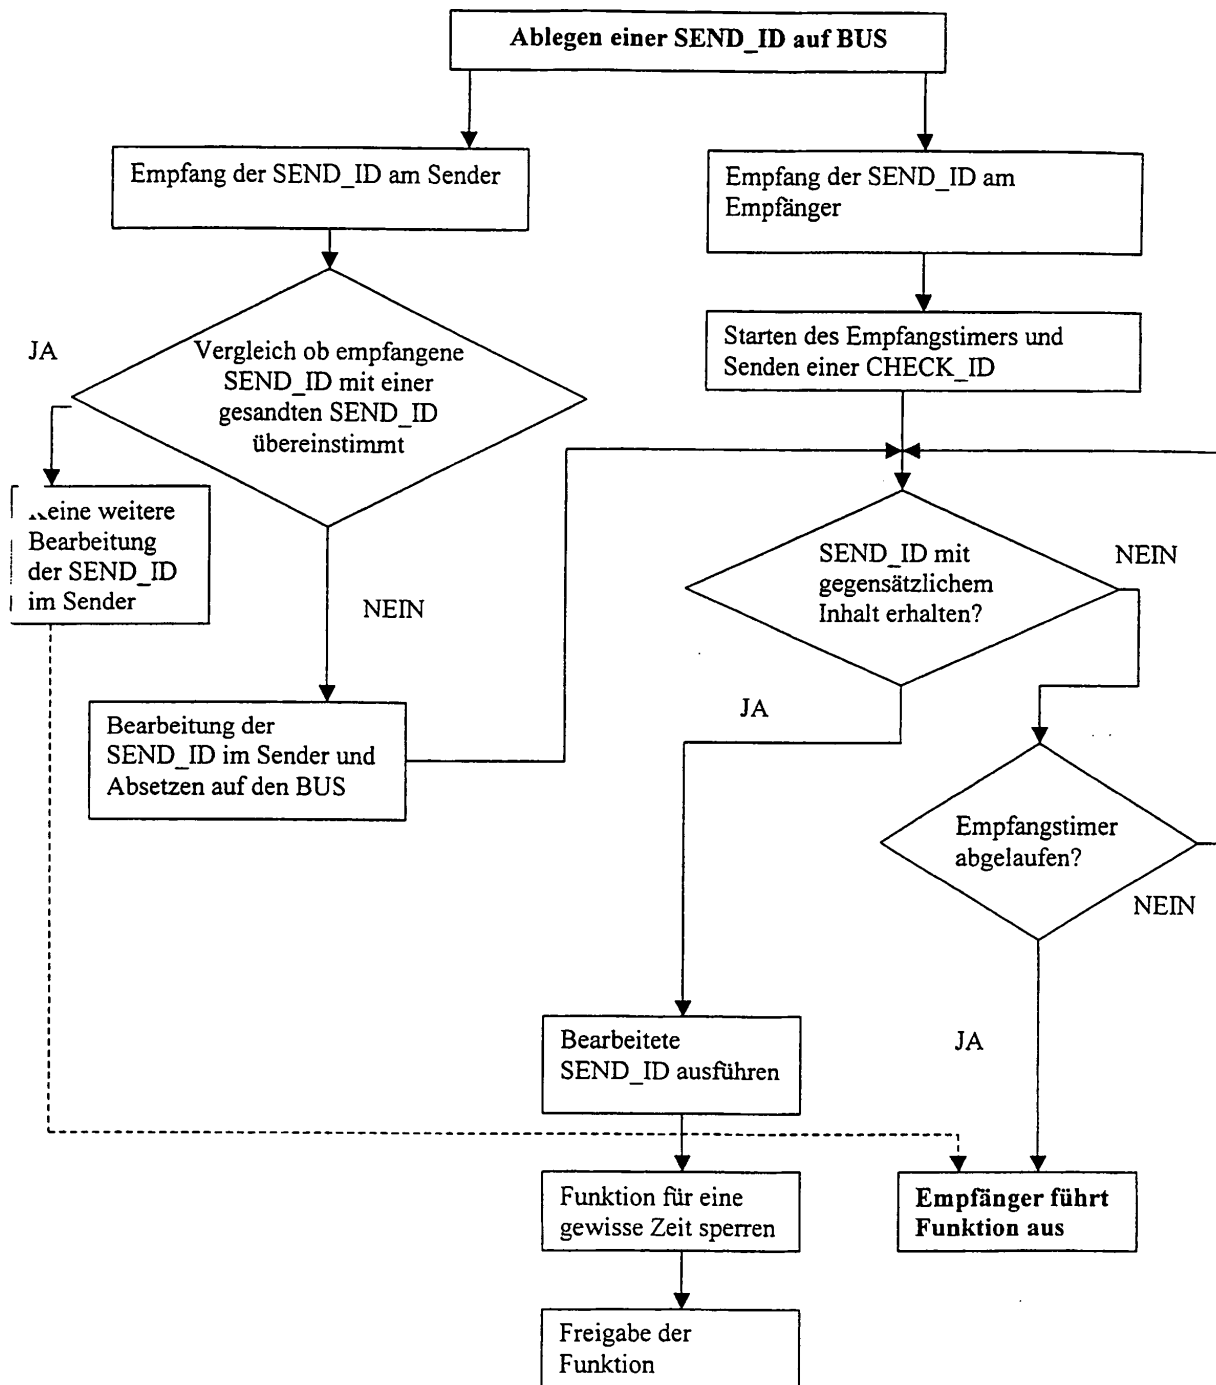 Ablegen einer SEND_ID auf BUS
Empfang der SEND_ID am Sender
Empfang der SEND_ID am
Empfänger
Vergleich ob empfangene
SEND_ID mit einer
gesandten SEND_ID
übereinstimmt
JA
Starten des Empfangstimers und
Senden einer CHECK_ID
Keine weitere
Bearbeitung
der SEND_ID
im Sender
NEIN
SEND_ID mit
gegensätzlichem
Inhalt erhalten?
NEIN
JA
Bearbeitung der
SEND_ID im Sender und
Absetzen auf den BUS
Empfangstimer
abgelaufen?
NEIN
JA
Bearbeitete
SEND_ID ausführen
Funktion für eine
gewisse Zeit sperren
Empfänger führt
Funktion aus
Freigabe der
Funktion